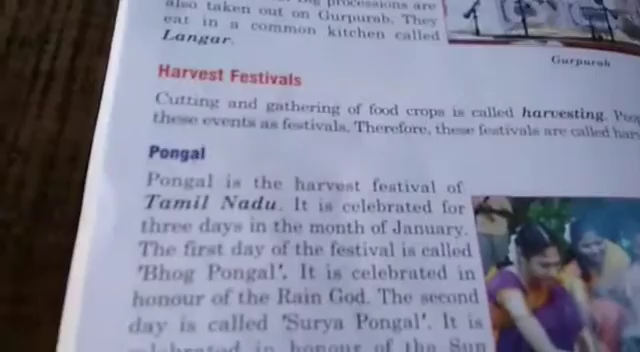 processions are
also taken out on Gurpurab. They
eat in a common kitchen called
Langar.
Gurpurab
Harvest Festivals
Cutting and gathering of food crops is called harvesting.
these events as festivals. Therefore, these festivals are called
Pongal
Pongal is the harvest festival of
Tamil Nadu. It is celebrated for
three days in the month of January.
The first day of the festival is called
'Bhog Pongal'. It is celebrated in
honour of the Rain God. The second
day is called 'Surya Pongal'. It is
celebrated in honour of the Sun